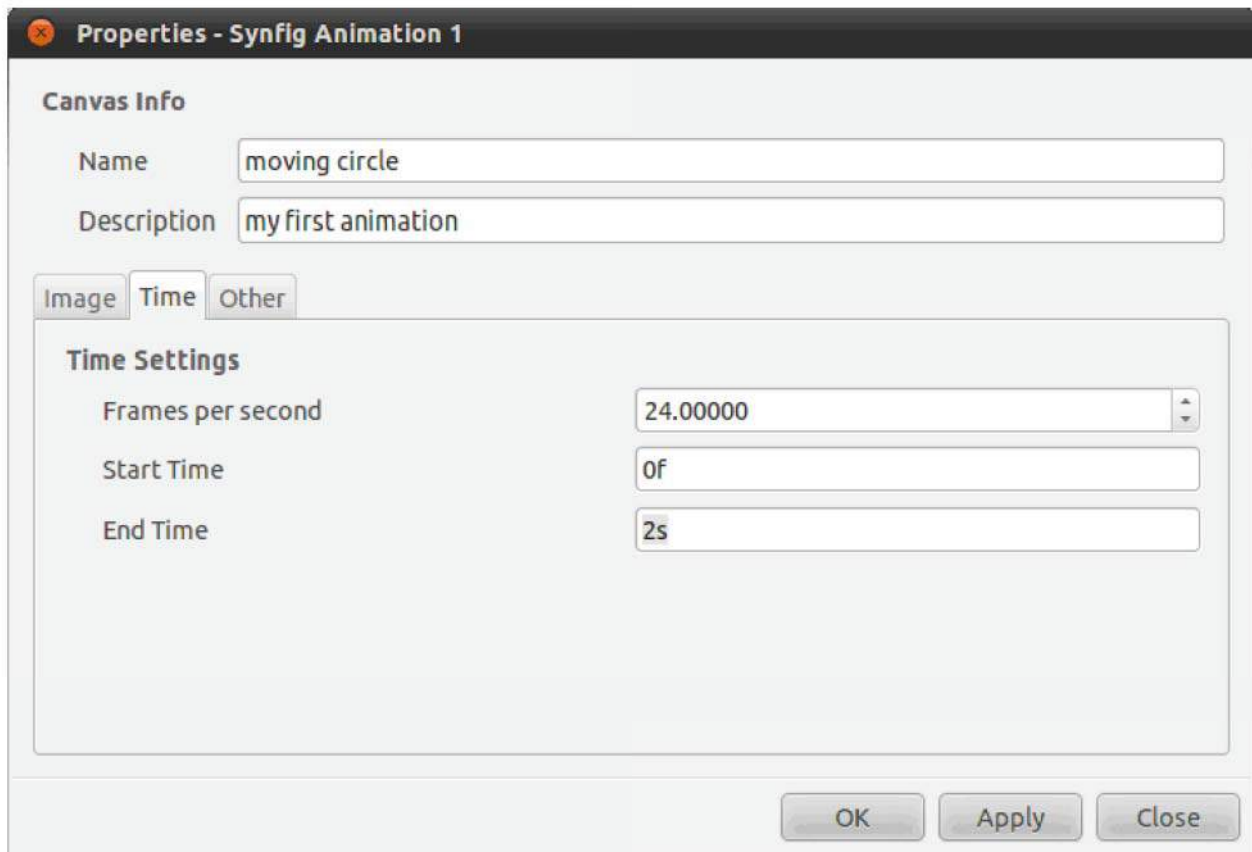 Properties - Synfig Animation 1
Canvas Info
Name moving circle
Description my first animation
Image Time Other
Time Settings
Frames per second 24.00000
Start Time 0f
End Time 2s
OK Apply Close